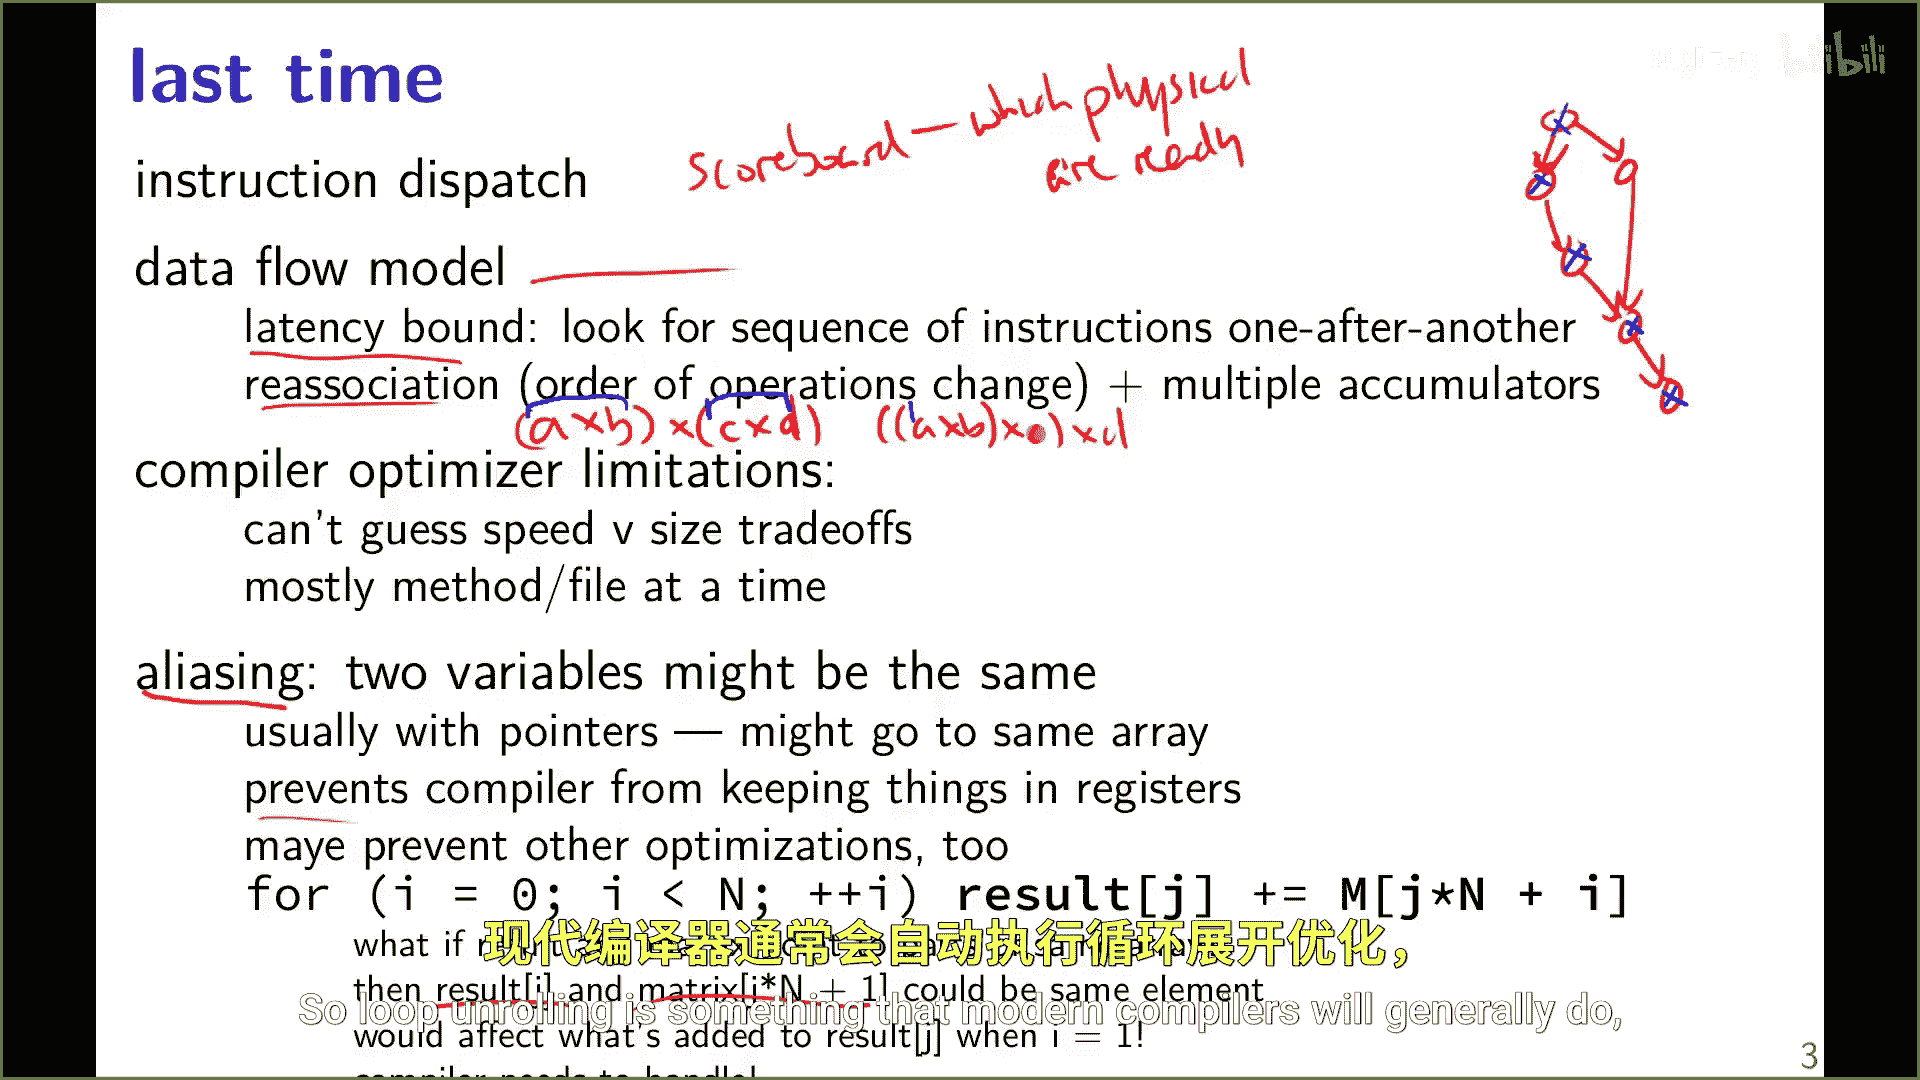 last time
scoreboard — which physical
are ready
instruction dispatch
data flow model
latency bound: look for sequence of instructions one-after-another
reassociation (order of operations change) + multiple accumulators
(a×b)×(c×d) ((a×b)× )×d
compiler optimizer limitations:
can't guess speed v size tradeoffs
mostly method/file at a time
aliasing: two variables might be the same
usually with pointers — might go to same array
prevents compiler from keeping things in registers
maye prevent other optimizations, too
for (i = 0; i < N; ++i) result[j] += M[j*N + i]
what if
现代编译器通常会自动执行循环展开优化，
then result[j] and matrix[j*N + 1] could be same element
So loop unrolling is something that modern compilers will generally do,
would affect what's added to result[j] when i = 1!
3
bilibili